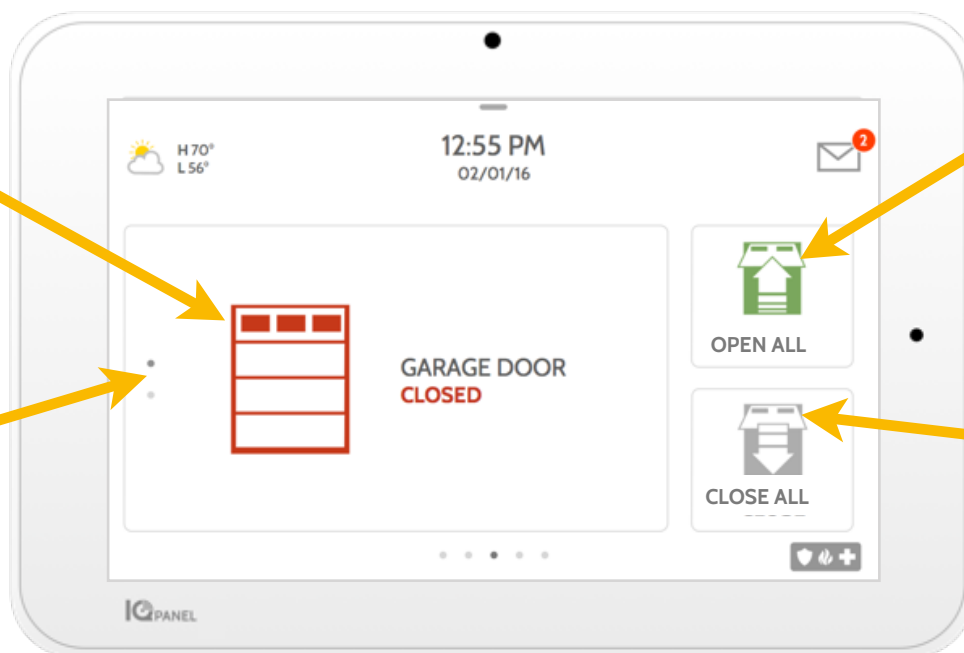 H 70°
L 56°
12:55 PM
02/01/16
2
GARAGE DOOR
CLOSED
OPEN ALL
CLOSE ALL
IQ PANEL